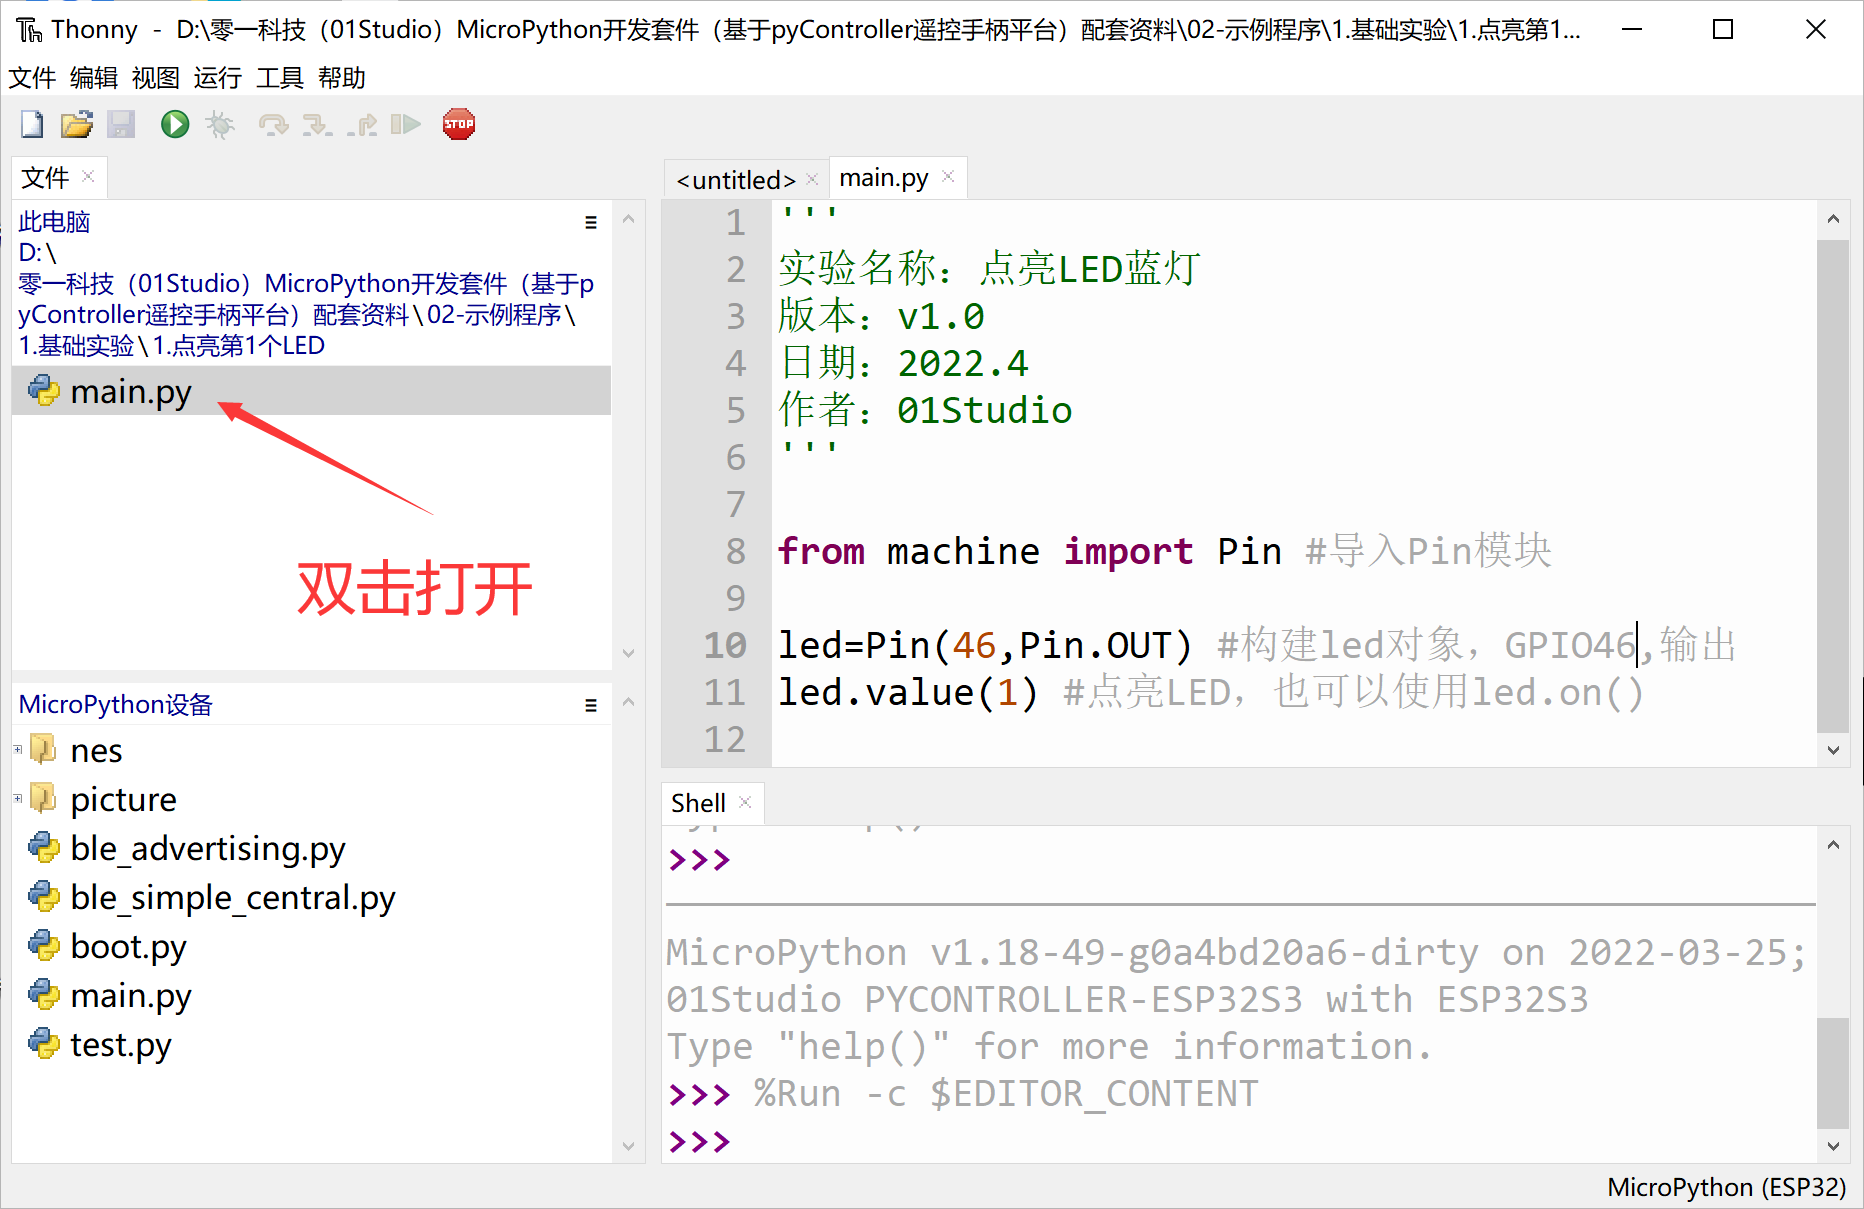 Thonny - D:\零一科技（01Studio）MicroPython开发套件（基于pyController遥控手柄平台）配套资料\02-示例程序\1.基础实验\1.点亮第1...
文件 编辑 视图 运行 工具 帮助
STOP
文件
此电脑
D:\
零一科技（01Studio）MicroPython开发套件（基于p
yController遥控手柄平台）配套资料\02-示例程序\
1.基础实验\1.点亮第1个LED
main.py
双击打开
MicroPython设备
nes
picture
ble_advertising.py
ble_simple_central.py
boot.py
main.py
test.py
<untitled>
main.py
1 '''
2 实验名称：点亮LED蓝灯
3 版本：v1.0
4 日期：2022.4
5 作者：01Studio
6 '''
7
8 from machine import Pin #导入Pin模块
9
10 led=Pin(46,Pin.OUT) #构建led对象，GPIO46,输出
11 led.value(1) #点亮LED，也可以使用led.on()
12
Shell
>>>
MicroPython v1.18-49-g0a4bd20a6-dirty on 2022-03-25;
01Studio PYCONTROLLER-ESP32S3 with ESP32S3
Type "help()" for more information.
>>> %Run -c $EDITOR_CONTENT
>>>
MicroPython (ESP32)